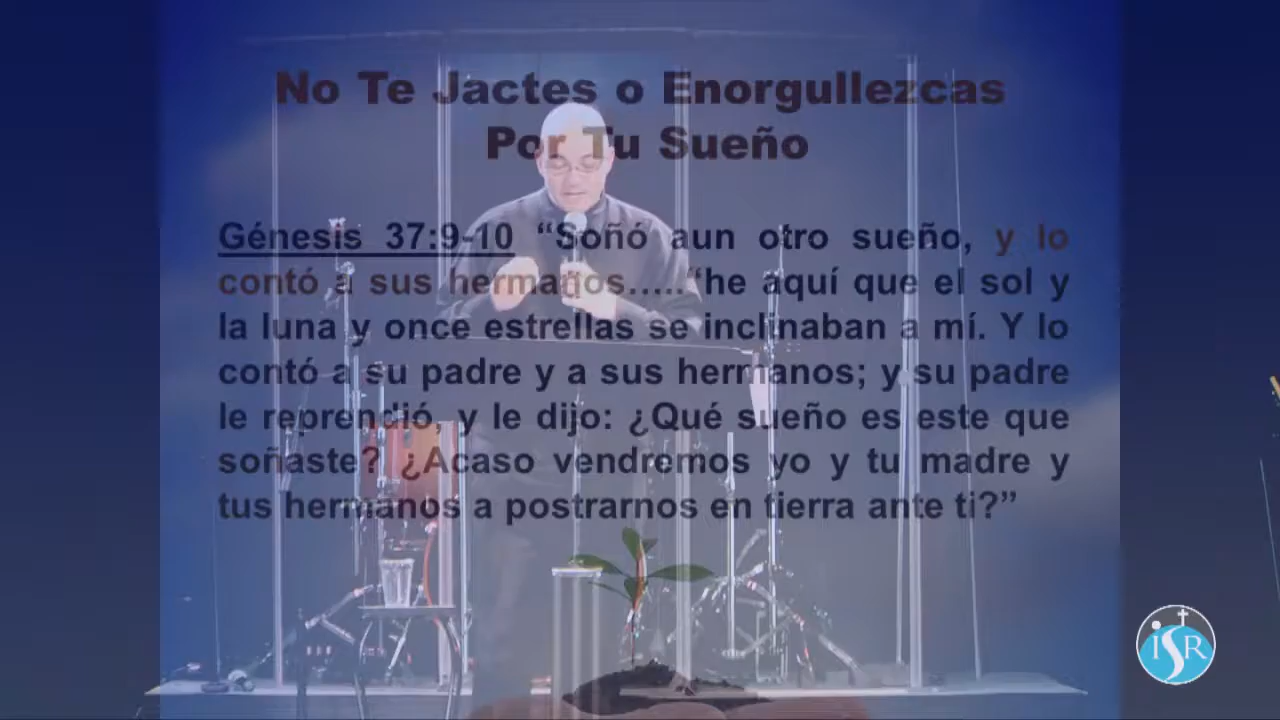 No Te Jactes o Enorgullezcas
Por Tu Sueño
Génesis 37:9-10 “Soñó aun otro sueño, y lo
contó a sus hermanos.....“he aquí que el sol y
la luna y once estrellas se inclinaban a mí. Y lo
contó a su padre y a sus hermanos; y su padre
le reprendió, y le dijo: ¿Qué sueño es este que
soñaste? ¿Acaso vendremos yo y tu madre y
tus hermanos a postrarnos en tierra ante ti?”
iSR